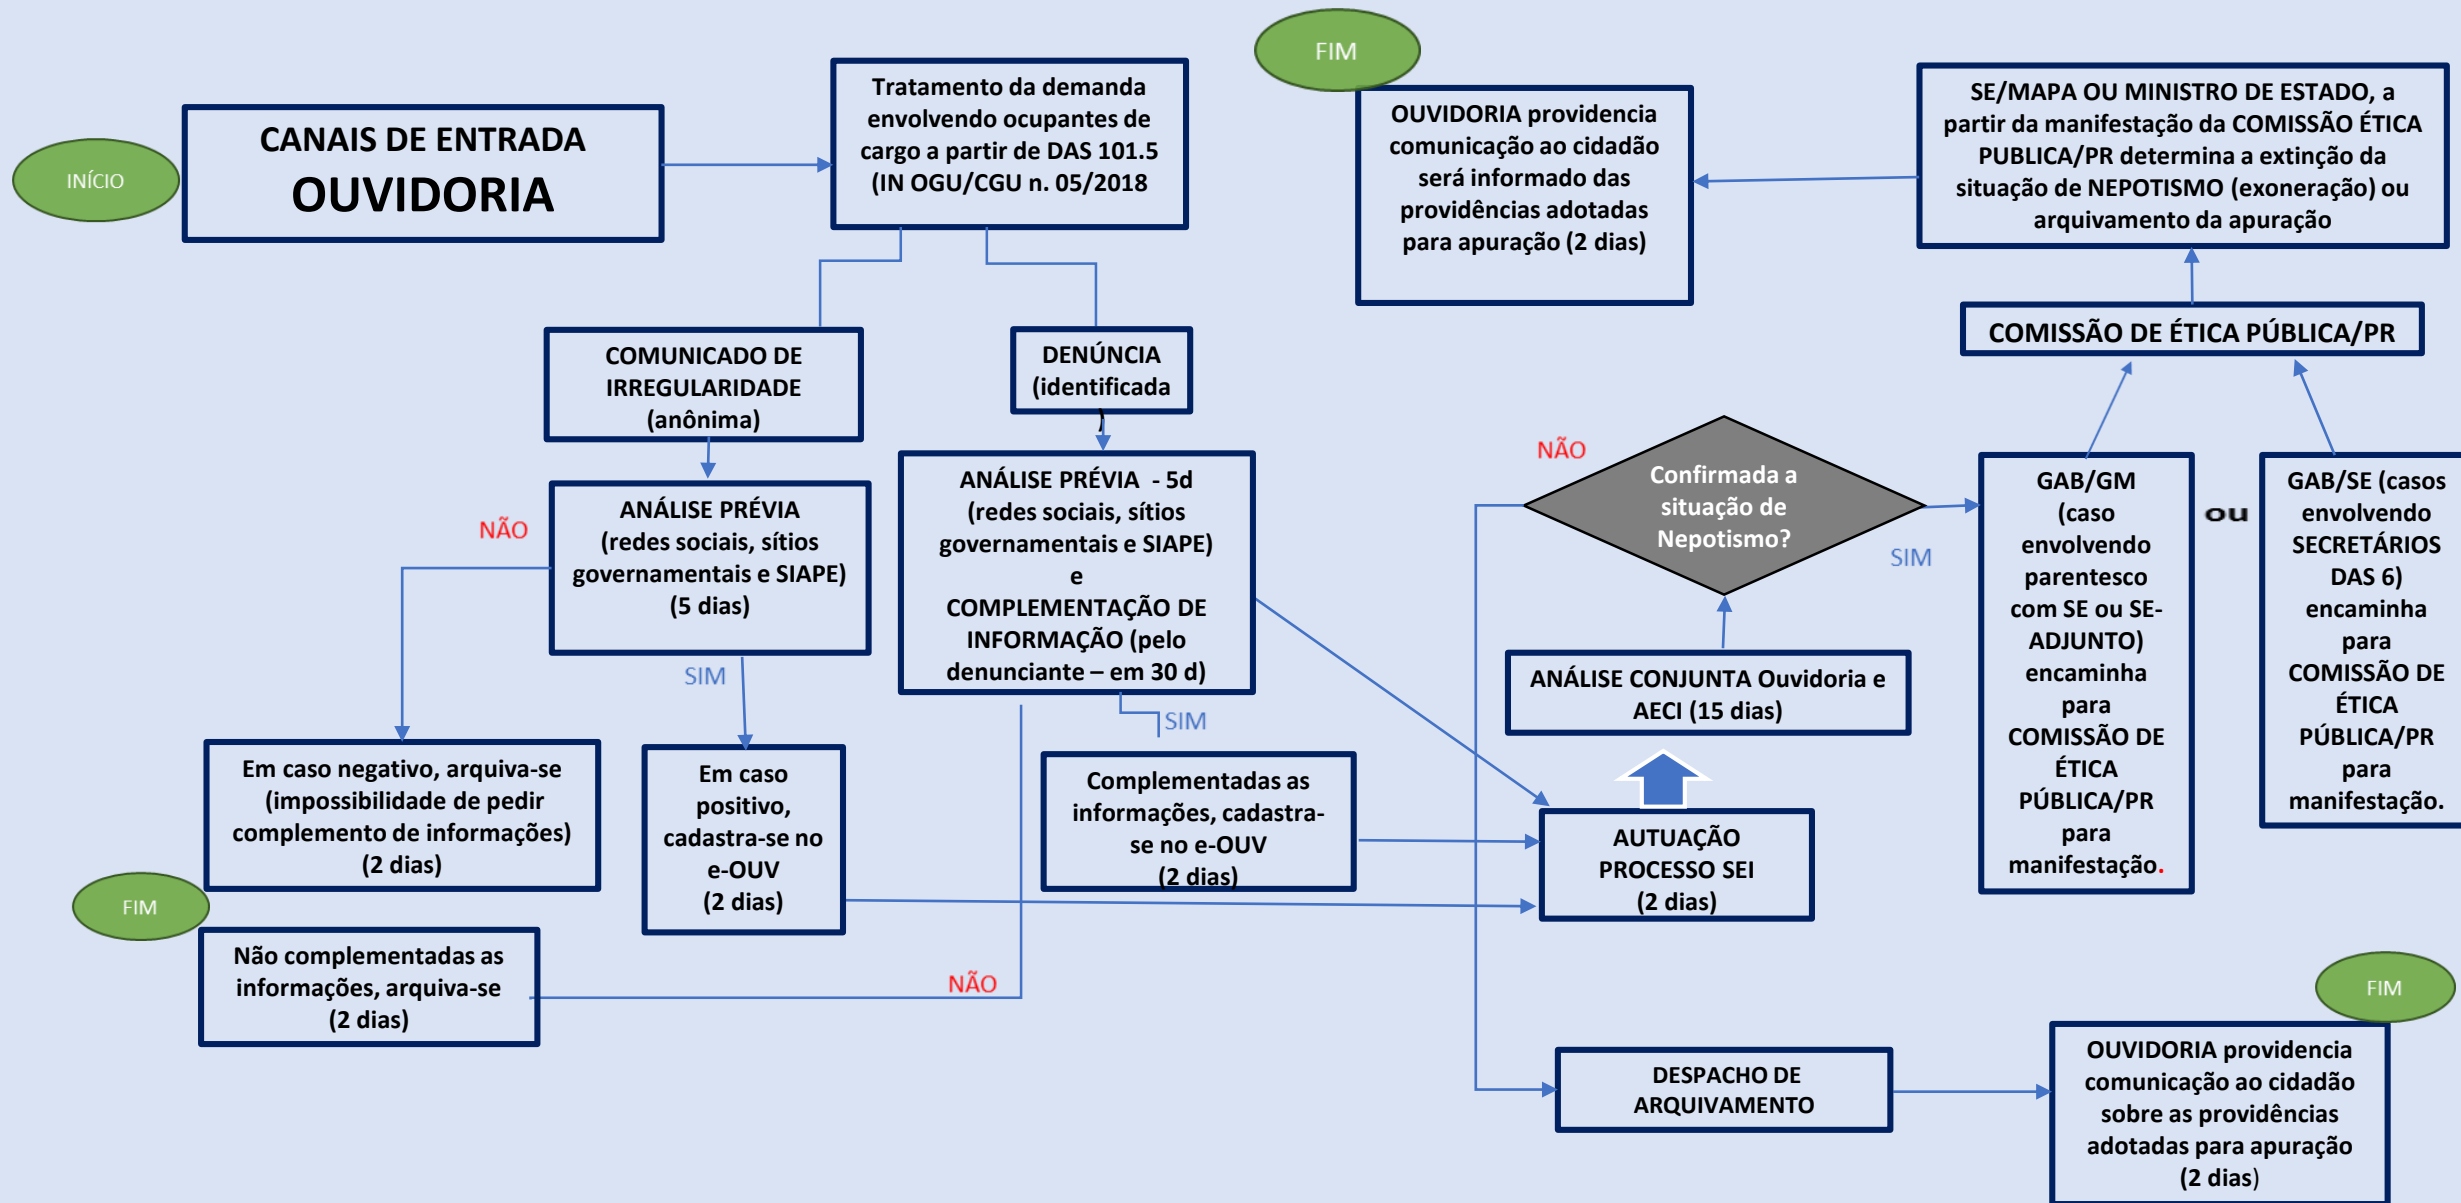 INÍCIO
CANAIS DE ENTRADA
OUVIDORIA
Tratamento da demanda
envolvendo ocupantes de
cargo a partir de DAS 101.5
(IN OGU/CGU n. 05/2018
COMUNICADO DE
IRREGULARIDADE
(anônima)
DENÚNCIA
(identificada
)
ANÁLISE PRÉVIA
(redes sociais, sítios
governamentais e SIAPE)
(5 dias)
NÃO
SIM
Em caso negativo, arquiva-se
(impossibilidade de pedir
complemento de informações)
(2 dias)
FIM
Em caso
positivo,
cadastra-se no
e-OUV
(2 dias)
ANÁLISE PRÉVIA - 5d
(redes sociais, sítios
governamentais e SIAPE)
e
COMPLEMENTAÇÃO DE
INFORMAÇÃO (pelo
denunciante – em 30 d)
SIM
Complementadas as
informações, cadastra-
se no e-OUV
(2 dias)
NÃO
Não complementadas as
informações, arquiva-se
(2 dias)
AUTUAÇÃO
PROCESSO SEI
(2 dias)
ANÁLISE CONJUNTA Ouvidoria e
AECI (15 dias)
Confirmada a
situação de
Nepotismo?
NÃO
SIM
GAB/GM
(caso
envolvendo
parentesco
com SE ou SE-
ADJUNTO)
encaminha
para
COMISSÃO DE
ÉTICA
PÚBLICA/PR
para
manifestação.
ou
GAB/SE (casos
envolvendo
SECRETÁRIOS
DAS 6)
encaminha
para
COMISSÃO DE
ÉTICA
PÚBLICA/PR
para
manifestação.
COMISSÃO DE ÉTICA PÚBLICA/PR
SE/MAPA OU MINISTRO DE ESTADO, a
partir da manifestação da COMISSÃO ÉTICA
PUBLICA/PR determina a extinção da
situação de NEPOTISMO (exoneração) ou
arquivamento da apuração
FIM
OUVIDORIA providencia
comunicação ao cidadão
será informado das
providências adotadas
para apuração (2 dias)
DESPACHO DE
ARQUIVAMENTO
FIM
OUVIDORIA providencia
comunicação ao cidadão
sobre as providências
adotadas para apuração
(2 dias)